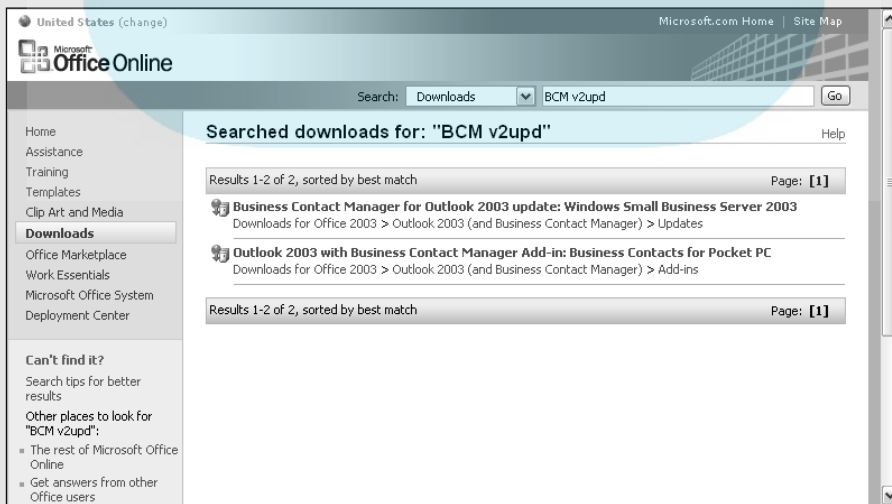 United States (change)
Microsoft.com Home | Site Map
Microsoft
Office Online
Search: Downloads BCM v2upd Go
Home
Assistance
Training
Templates
Clip Art and Media
Downloads
Office Marketplace
Work Essentials
Microsoft Office System
Deployment Center
Can't find it?
Search tips for better
results
Other places to look for
"BCM v2upd":
The rest of Microsoft Office
Online
Get answers from other
Office users
Searched downloads for: "BCM v2upd"
Help
Results 1-2 of 2, sorted by best match Page: [1]
Business Contact Manager for Outlook 2003 update: Windows Small Business Server 2003
Downloads for Office 2003 > Outlook 2003 (and Business Contact Manager) > Updates
Outlook 2003 with Business Contact Manager Add-in: Business Contacts for Pocket PC
Downloads for Office 2003 > Outlook 2003 (and Business Contact Manager) > Add-ins
Results 1-2 of 2, sorted by best match Page: [1]